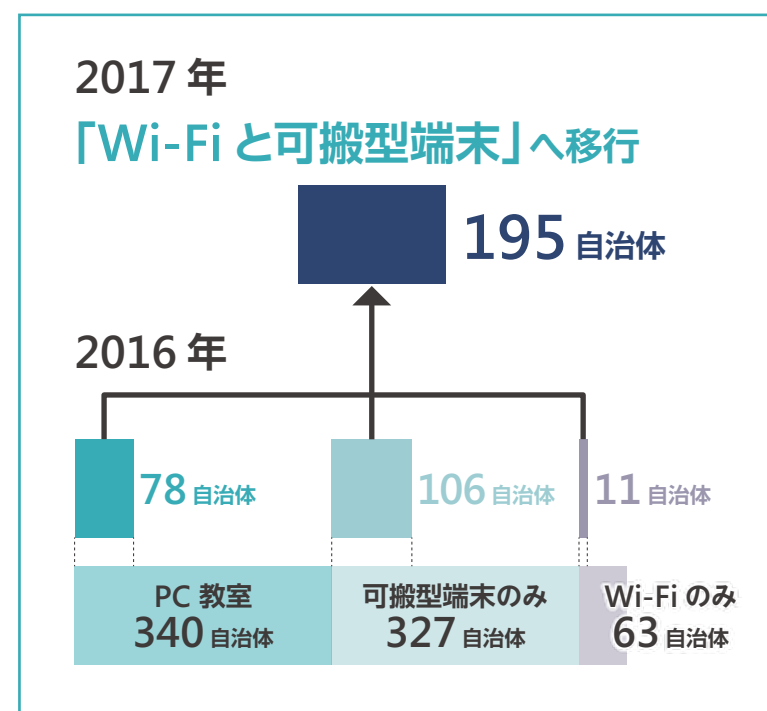 2017 年
「Wi-Fi と可搬型端末」へ移行
195 自治体
2016 年
78 自治体
106 自治体
11 自治体
PC 教室
340 自治体
可搬型端末のみ
327 自治体
Wi-Fi のみ
63 自治体